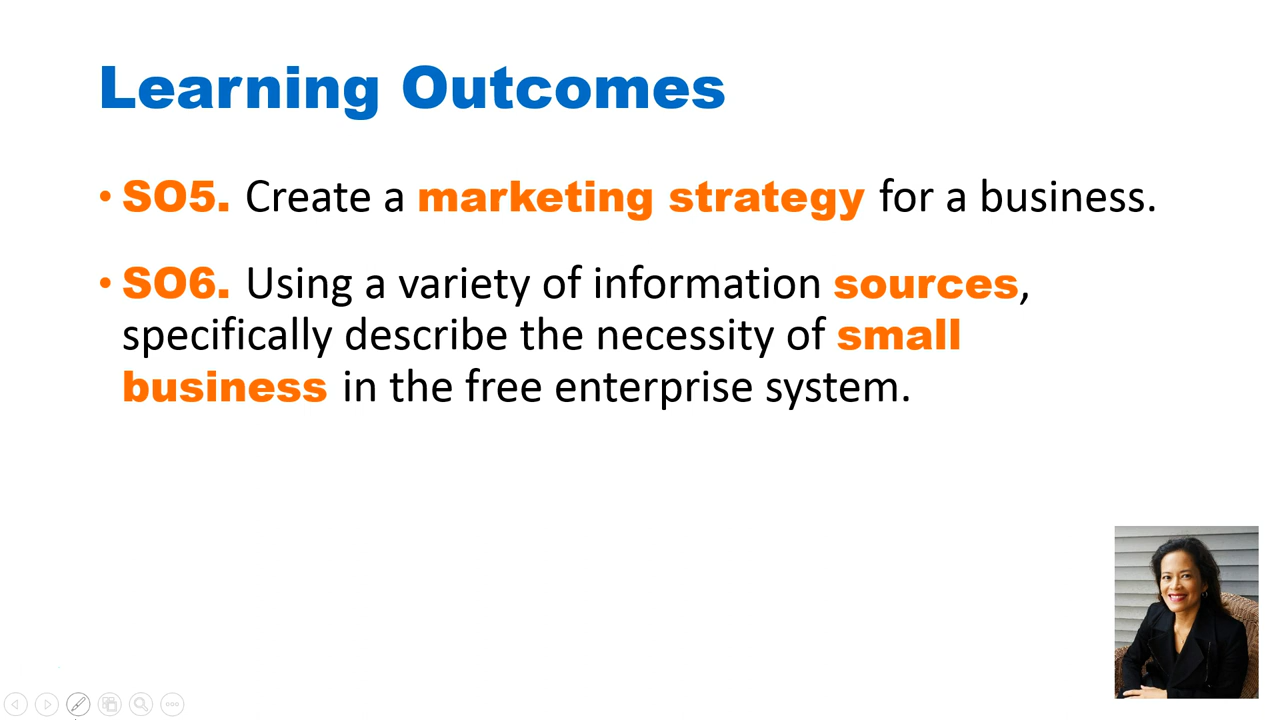 Learning Outcomes
• SO5. Create a marketing strategy for a business.
• SO6. Using a variety of information sources,
specifically describe the necessity of small
business in the free enterprise system.